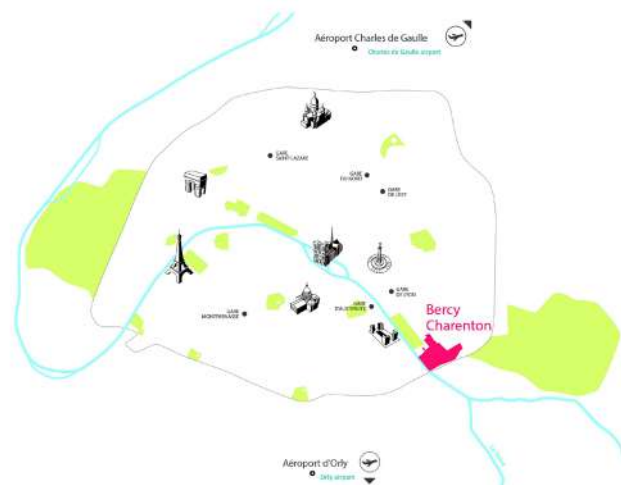 Aéroport Charles de Gaulle
Charles de Gaulle airport
GARE
SAINT LAZARE
GARE
DU NORD
GARE
DE L'EST
GARE
DE LYON
GARE
D'AUSTERLITZ
GARE
MONTPARNASSE
Bercy
Charenton
Aéroport d'Orly
Orly airport